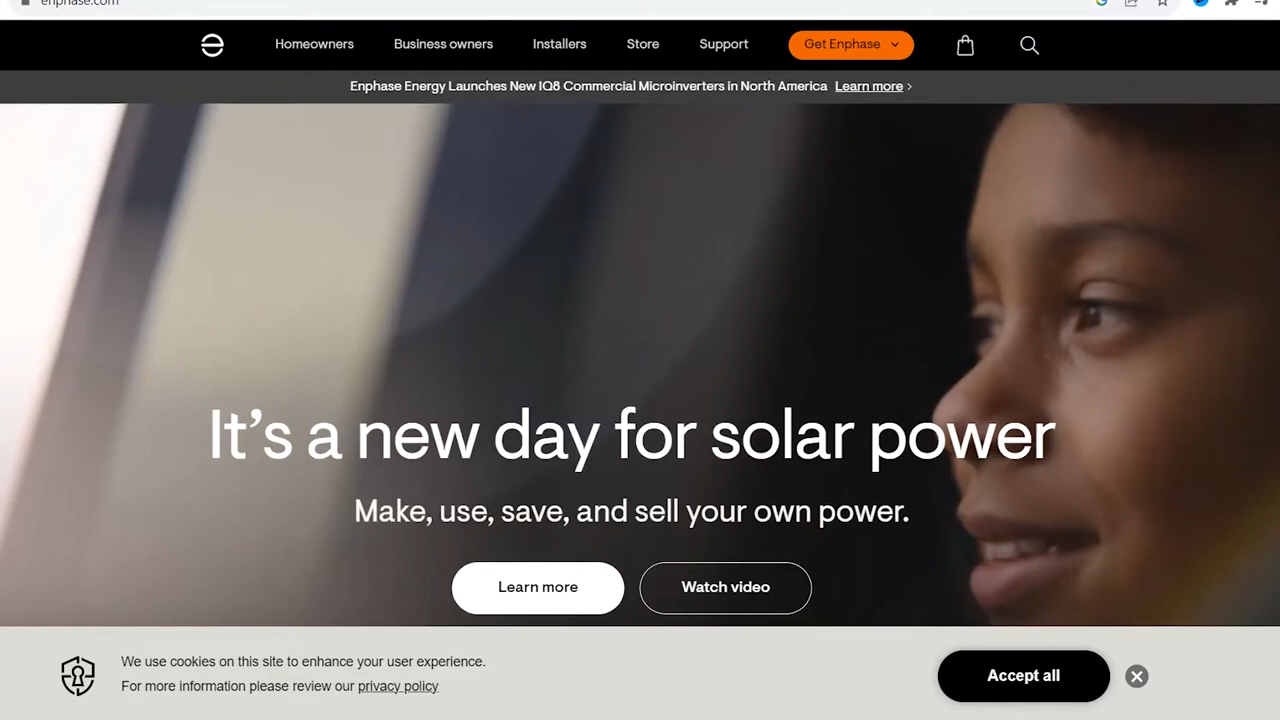 enphase.com
Homeowners Business owners Installers Store Support Get Enphase
Enphase Energy Launches New IQ8 Commercial Microinverters in North America Learn more
It's a new day for solar power
Make, use, save, and sell your own power.
Learn more Watch video
We use cookies on this site to enhance your user experience.
For more information please review our privacy policy
Accept all